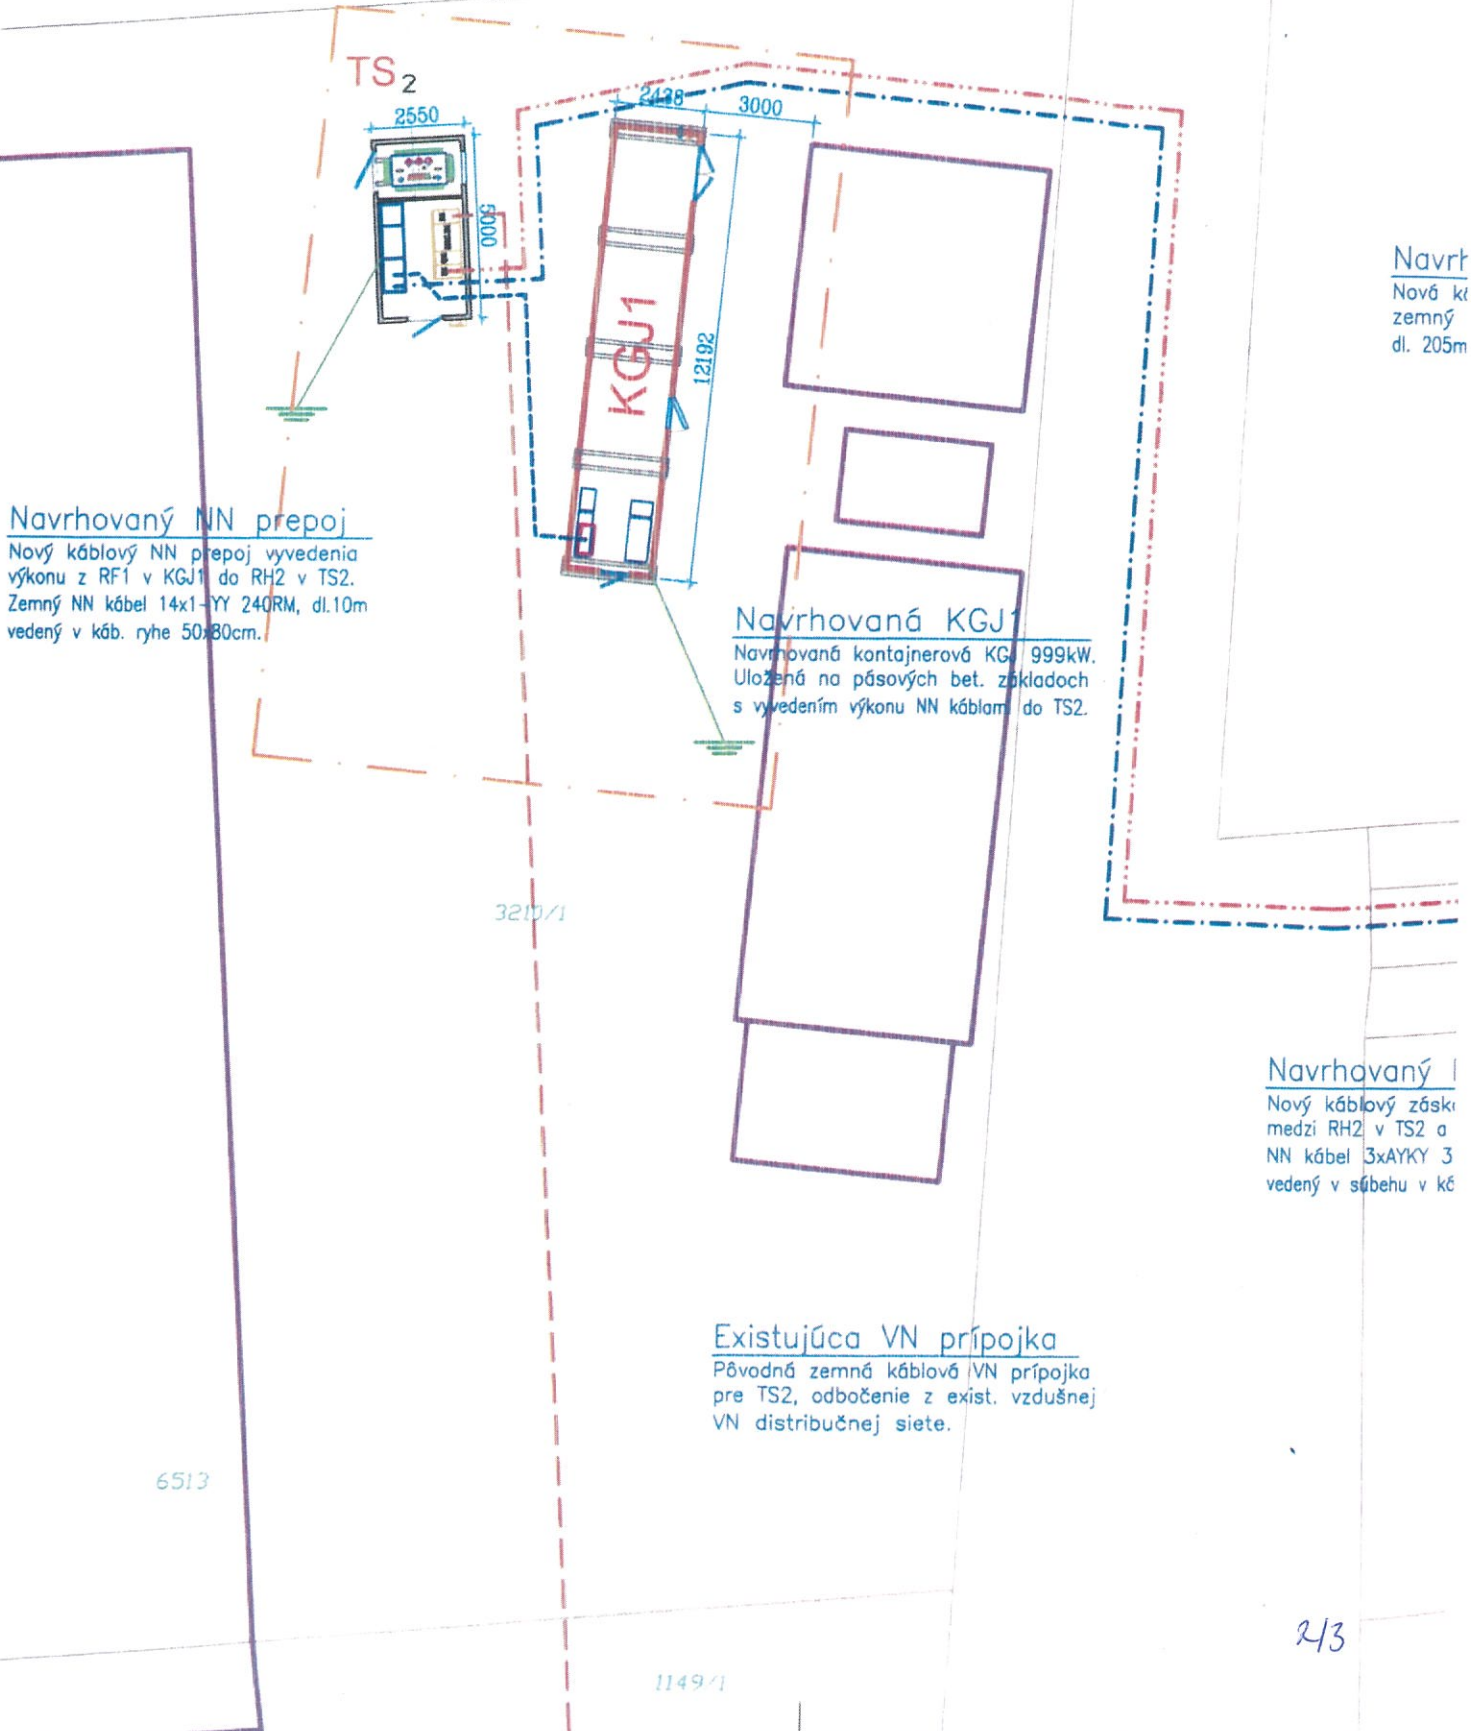 TS2
2550
5000
2438
3000
12192
KGJ1
Nová
zemný
dl. 205m
Navrhovaný NN prepoj
Nový káblový NN prepoj vyvedenia
výkonu z RF1 v KGJ1 do RH2 v TS2.
Zemný NN kábel 14x1-YY 240RM, dl.10m
vedený v káb. ryhe 50x80cm.
Navrhovaná KGJ1
Navrhovaná kontajnerová KGJ 999kW.
Uložená na pásových bet. základoch
s vyvedením výkonu NN káblami do TS2.
3210/1
Navrhovaný
Nový káblový
medzi RH2 v TS2 a
NN kábel 3xAYKY 3
vedený v súbehu v
Existujúca VN prípojka
Pôvodná zemná káblová VN prípojka
pre TS2, odbočenie z exist. vzdušnej
VN distribučnej siete.
6513
2/3
1149/1